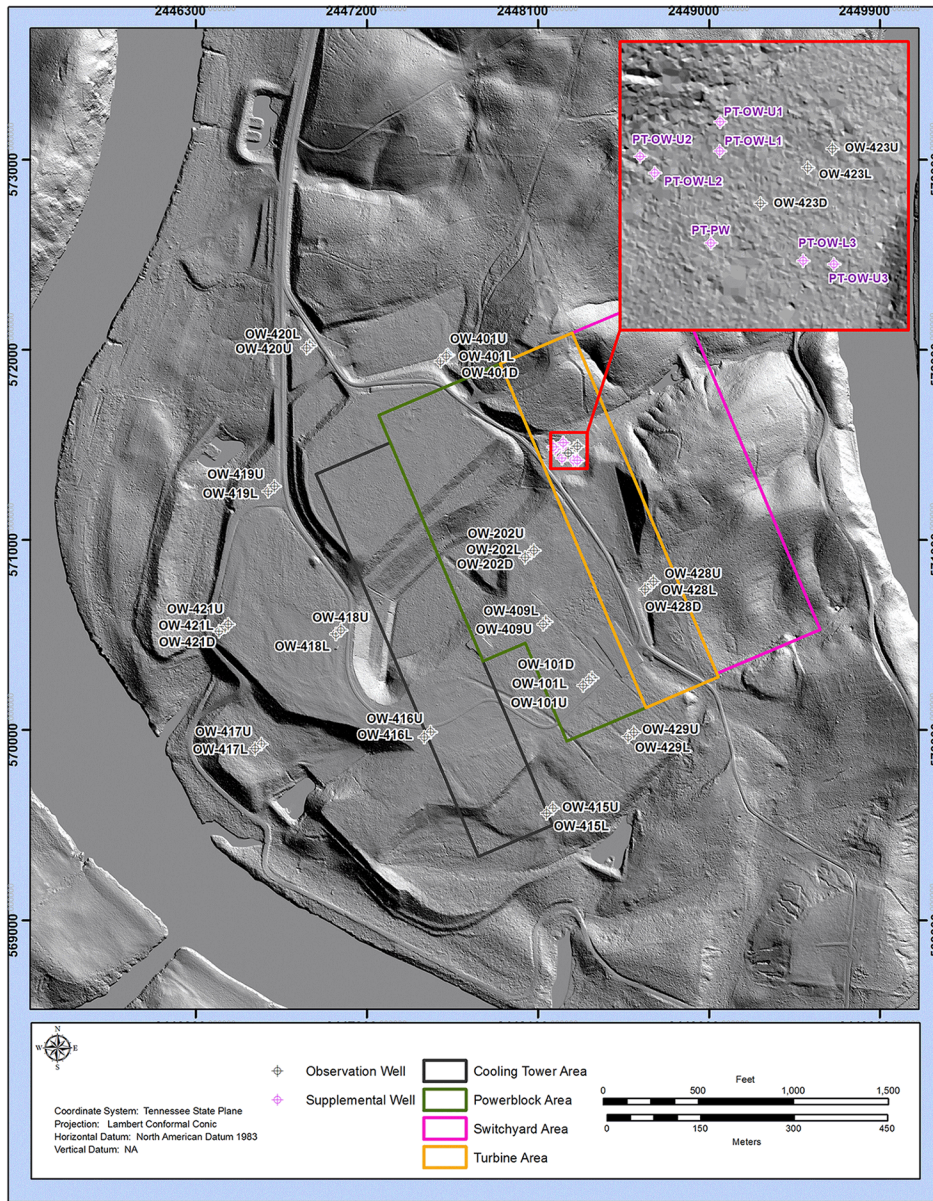 2446300 2447200 2448100 2449000 2449900
573000
572000
571000
570000
569000
PT-OW-U1
PT-OW-U2
PT-OW-L1
OW-423U
PT-OW-L2
OW-423L
OW-423D
PT-PW
PT-OW-L3
PT-OW-U3
OW-420L
OW-420U
OW-401U
OW-401L
OW-401D
OW-419U
OW-419L
OW-202U
OW-202L
OW-202D
OW-428U
OW-428L
OW-428D
OW-421U
OW-421L
OW-421D
OW-418U
OW-418L
OW-409L
OW-409U
OW-101D
OW-101L
OW-101U
OW-417U
OW-417L
OW-416U
OW-416L
OW-429U
OW-429L
OW-415U
OW-415L
N
W E
S
Observation Well
Supplemental Well
Cooling Tower Area
Powerblock Area
Switchyard Area
Turbine Area
Feet
0 500 1,000 1,500
0 150 300 450
Meters
Coordinate System: Tennessee State Plane
Projection: Lambert Conformal Conic
Horizontal Datum: North American Datum 1983
Vertical Datum: NA